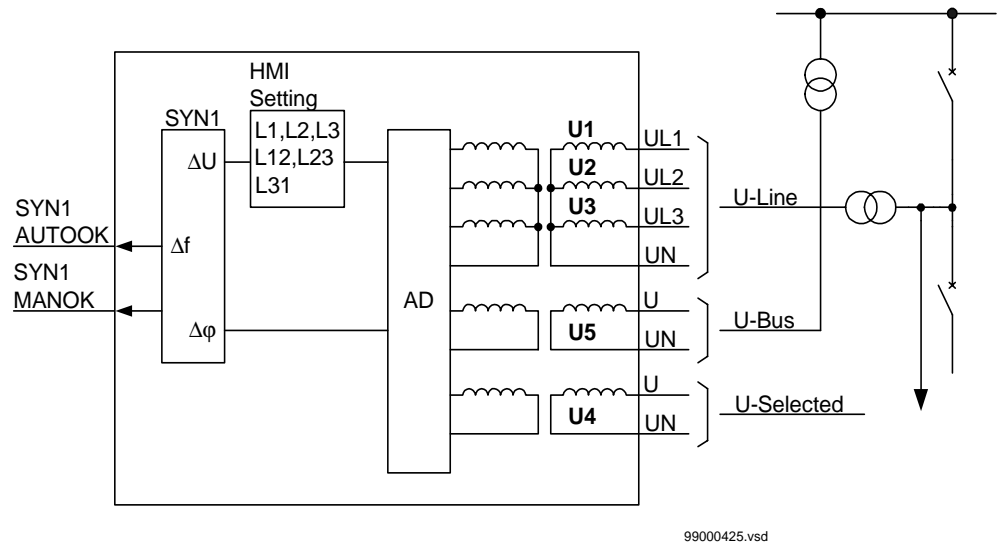 HMI
Setting
SYN1
L1,L2,L3
L12,L23
L31
ΔU
Δf
Δφ
SYN1
AUTOOK
SYN1
MANOK
AD
U1
UL1
U2
UL2
U3
UL3
UN
U
U5
UN
U
U4
UN
U-Line
U-Bus
U-Selected
99000425.vsd